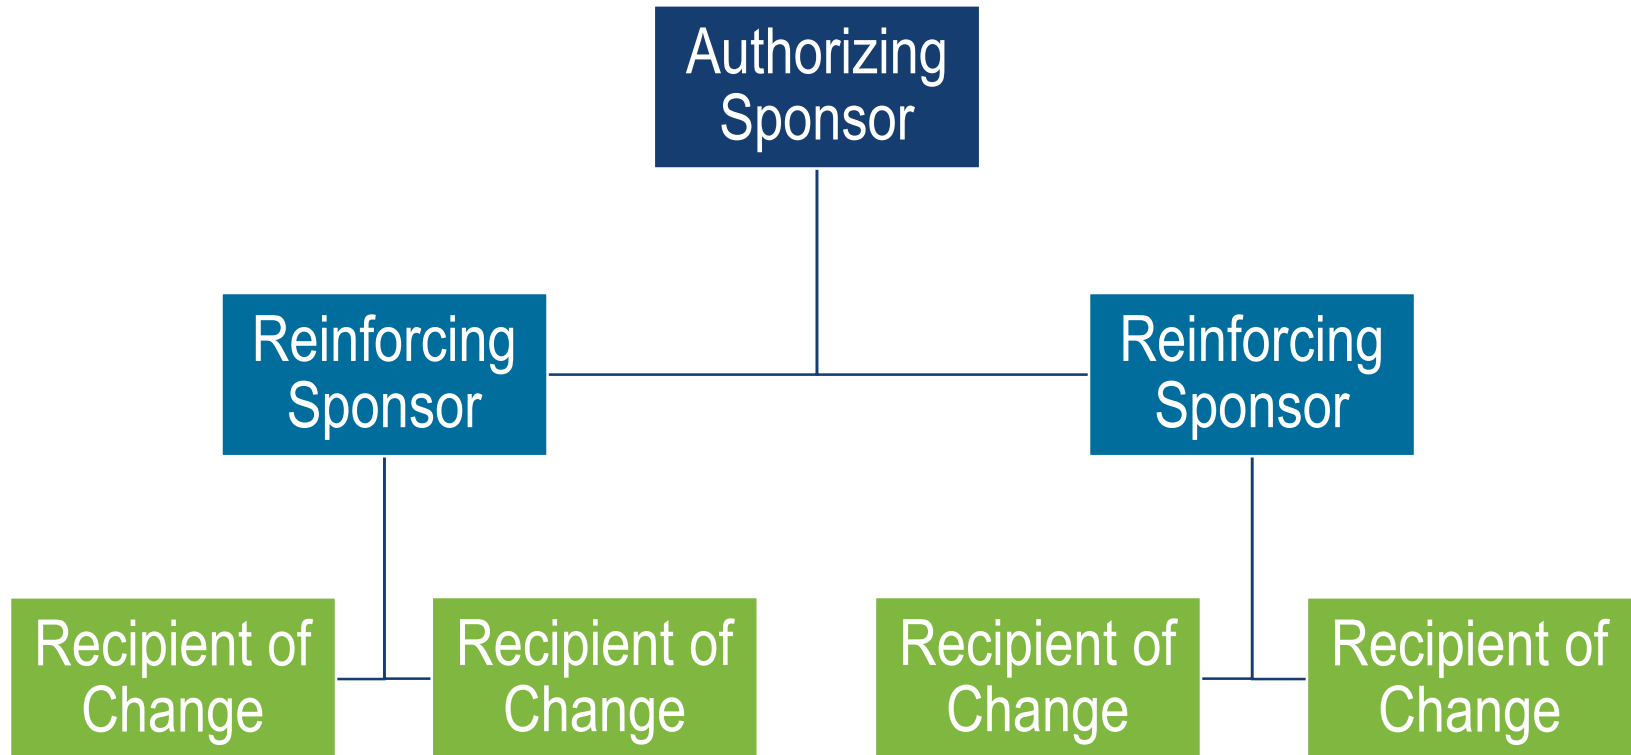 Authorizing
Sponsor
Reinforcing
Sponsor
Reinforcing
Sponsor
Recipient of
Change
Recipient of
Change
Recipient of
Change
Recipient of
Change